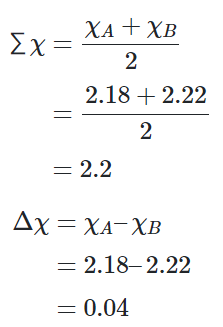 Σχ = (χ_A + χ_B) / 2
= (2.18 + 2.22) / 2
= 2.2
Δχ = χ_A – χ_B
= 2.18 – 2.22
= 0.04